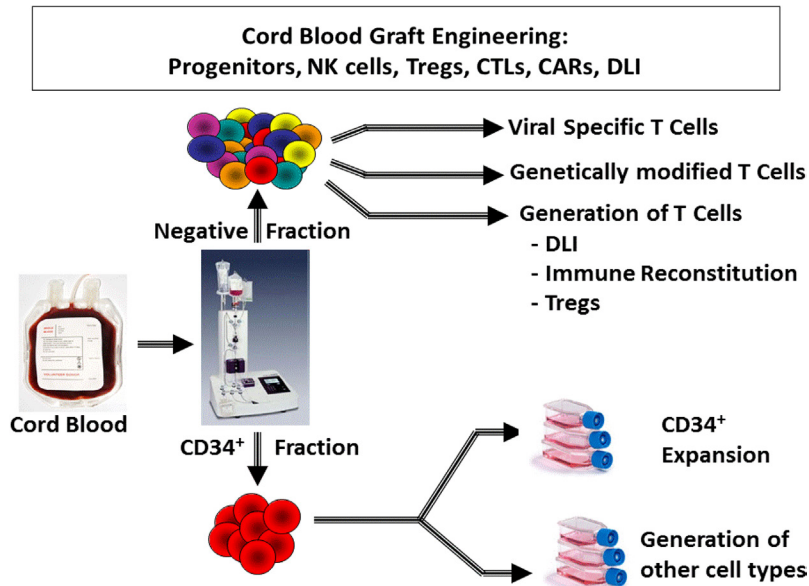 Cord Blood Graft Engineering:
Progenitors, NK cells, Tregs, CTLs, CARs, DLI
Viral Specific T Cells
Genetically modified T Cells
Generation of T Cells
- DLI
- Immune Reconstitution
- Tregs
Negative Fraction
Cord Blood
CD34⁺ Fraction
CD34⁺
Expansion
Generation of
other cell types